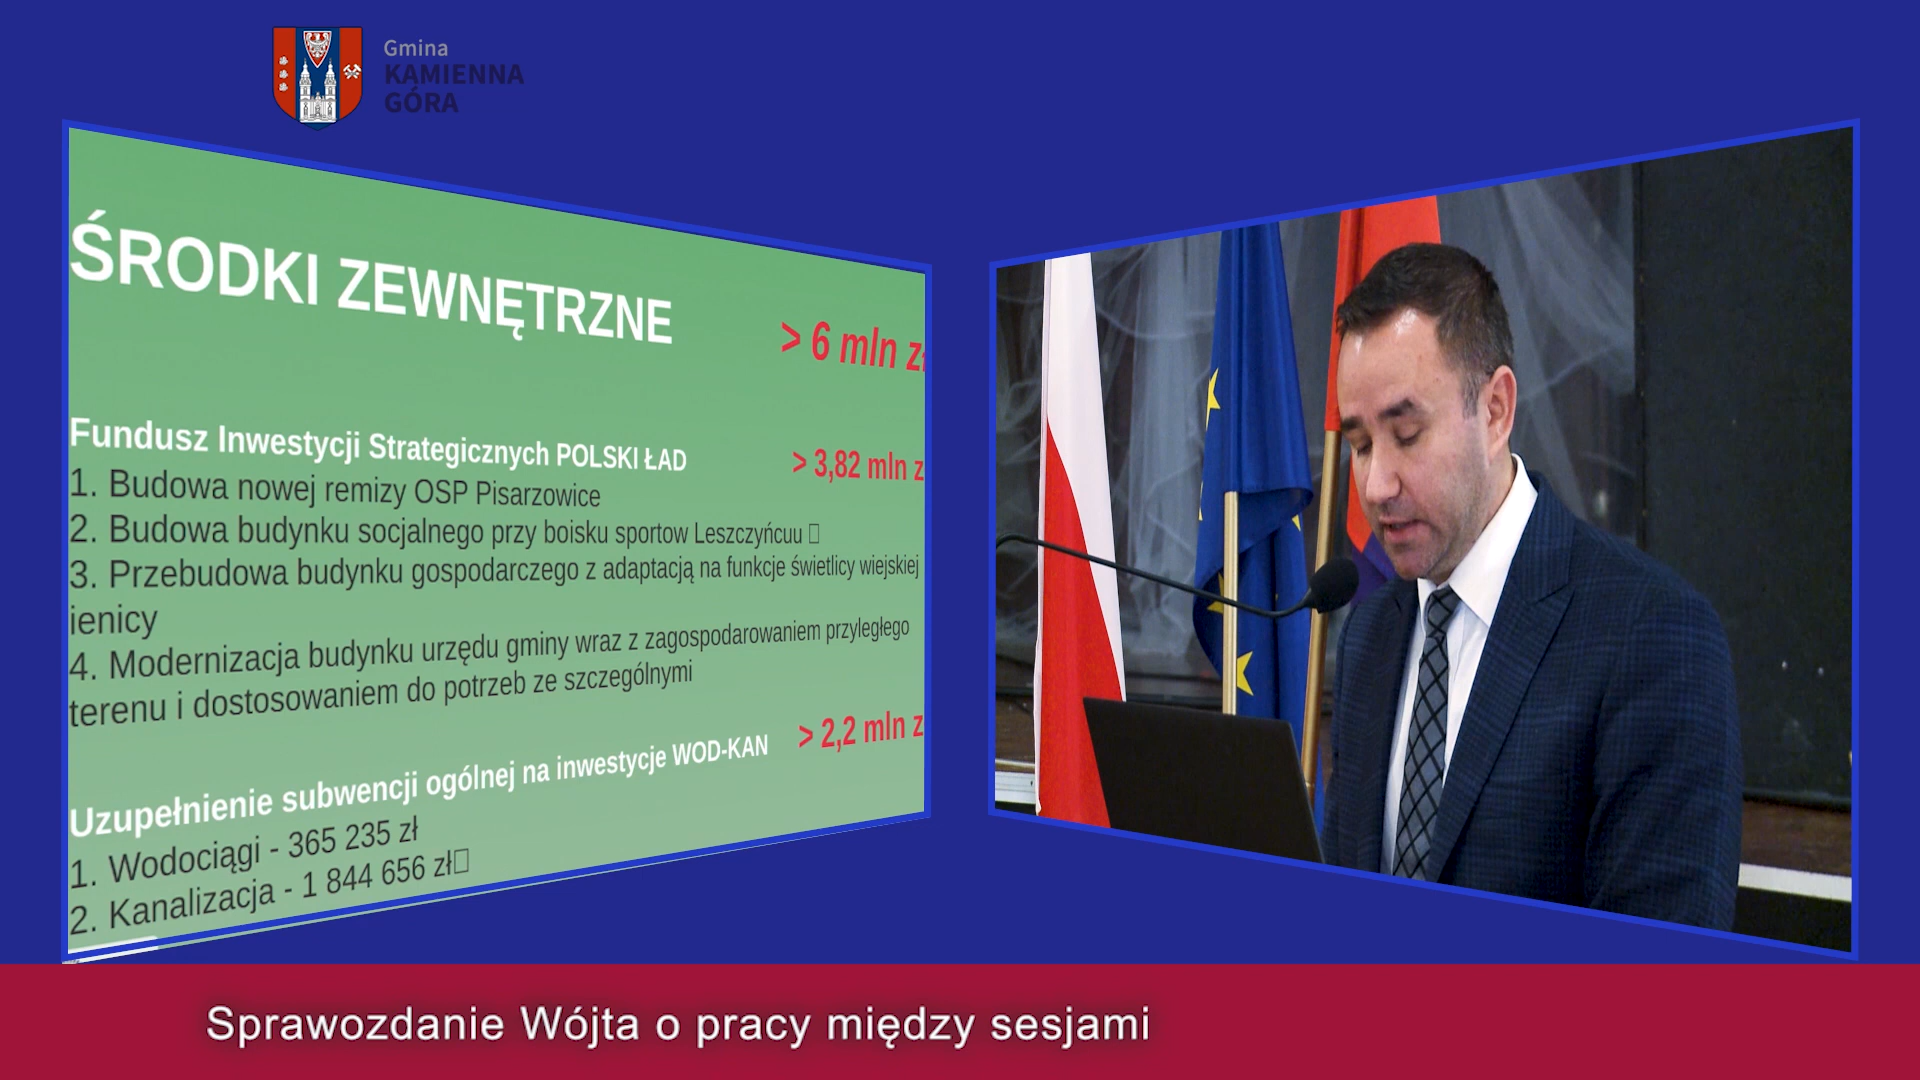 Gmina
KAMIENNA
GÓRA
ŚRODKI ZEWNĘTRZNE
> 6 mln zł
Fundusz Inwestycji Strategicznych POLSKI ŁAD
> 3,82 mln z
1. Budowa nowej remizy OSP Pisarzowice
2. Budowa budynku socjalnego przy boisku sportow Leszczyńcuu
3. Przebudowa budynku gospodarczego z adaptacją na funkcje świetlicy wiejskiej
ienicy
4. Modernizacja budynku urzędu gminy wraz z zagospodarowaniem przyległego
terenu i dostosowaniem do potrzeb ze szczególnymi
> 2,2 mln z
Uzupełnienie subwencji ogólnej na inwestycje WOD-KAN
1. Wodociągi - 365 235 zł
2. Kanalizacja - 1 844 656 zł
Sprawozdanie Wójta o pracy między sesjami